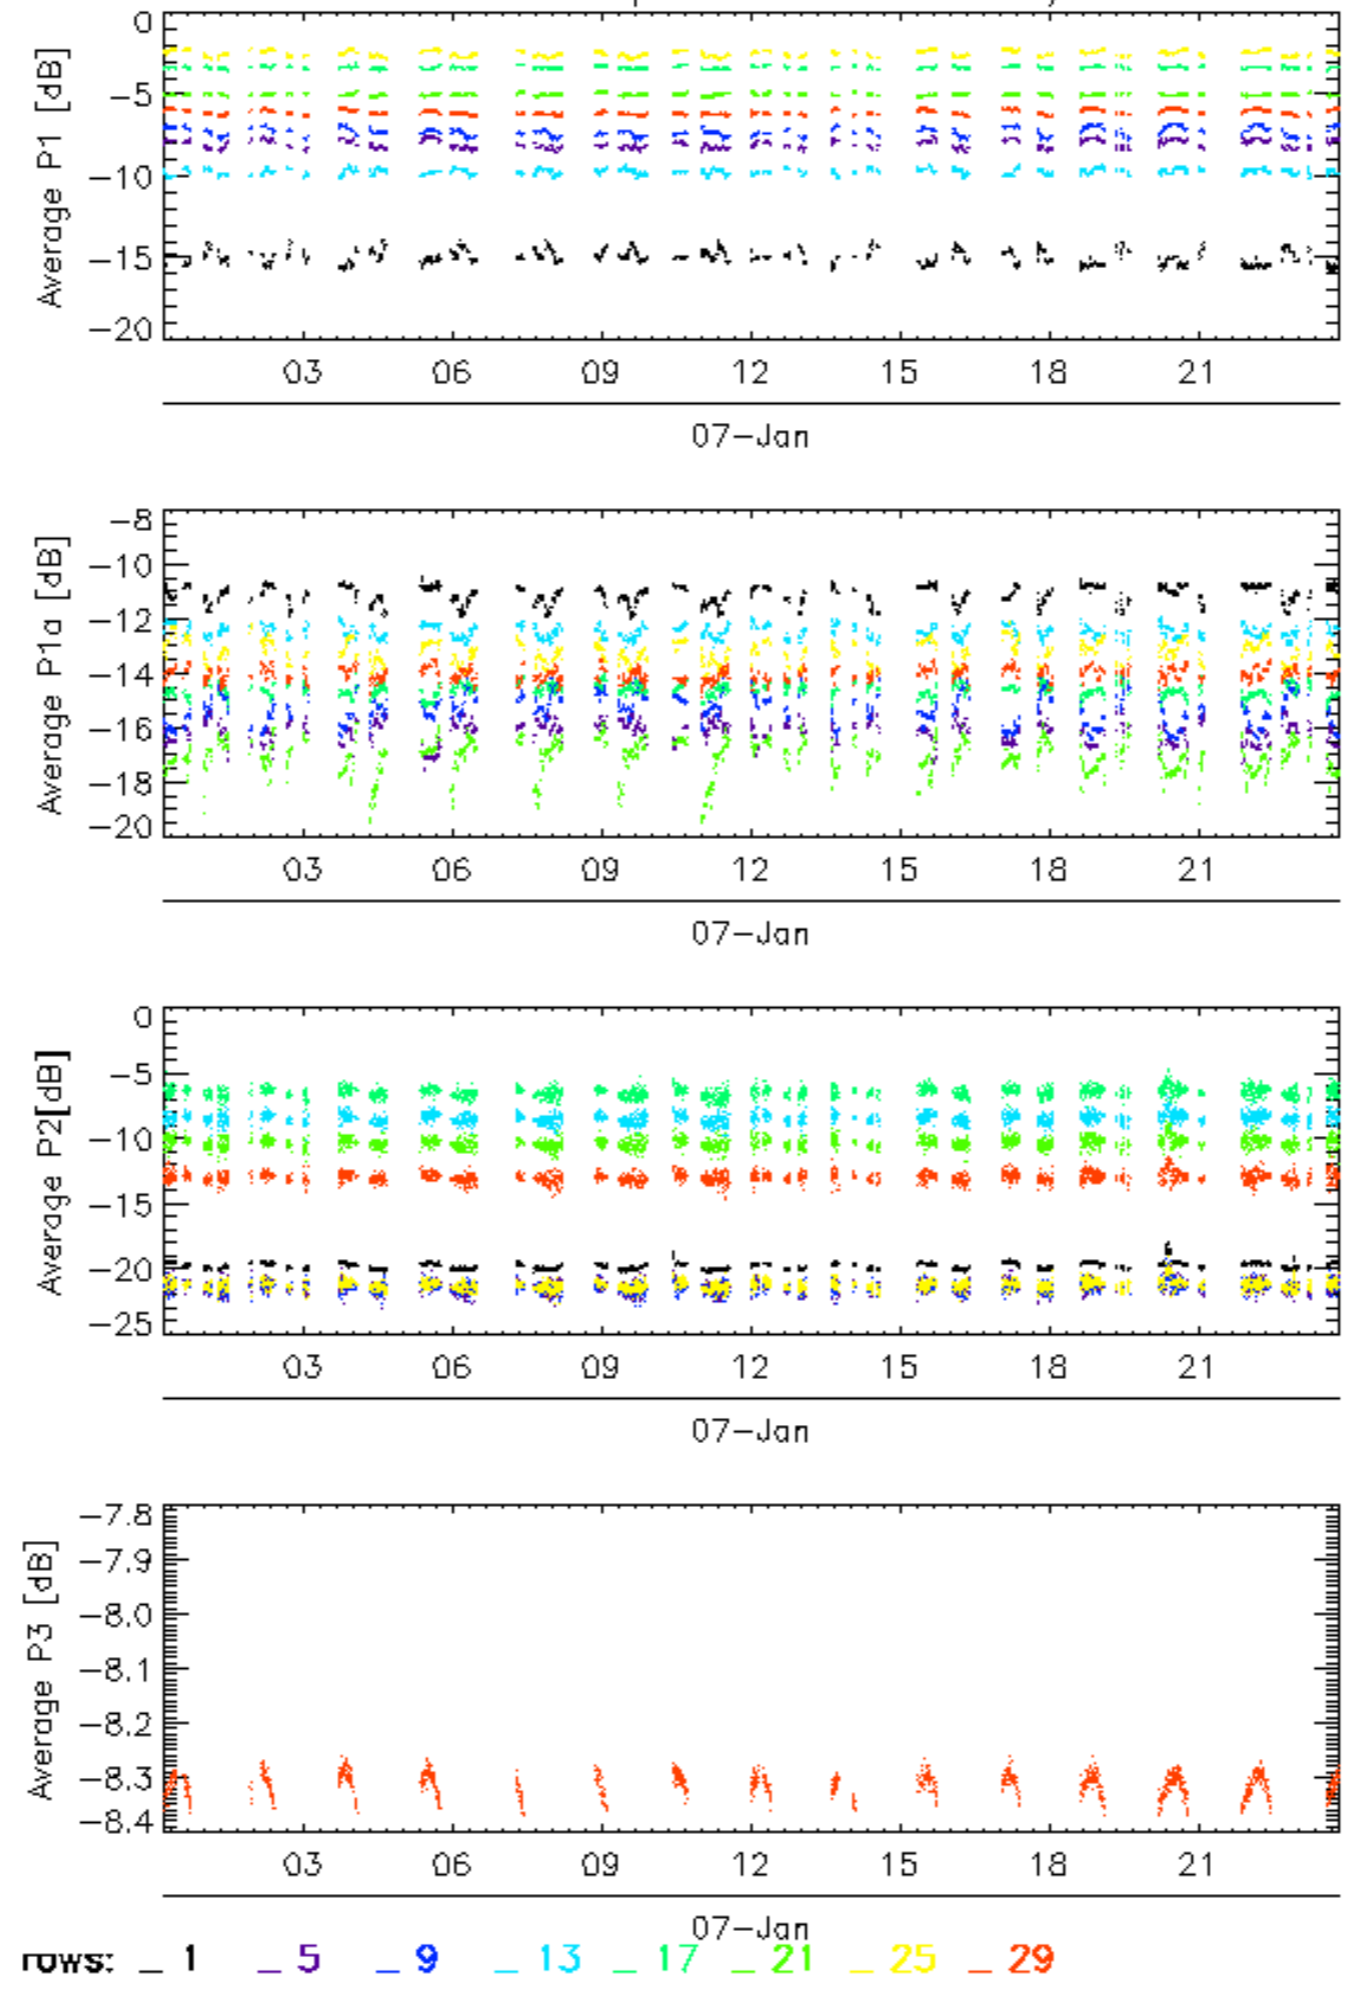 0
−5
−10
−15
−20
Average P1 [dB]
03 06 09 12 15 18 21
07−Jan
−8
−10
−12
−14
−16
−18
−20
Average P1a [dB]
03 06 09 12 15 18 21
07−Jan
0
−5
−10
−15
−20
−25
Average P2[dB]
03 06 09 12 15 18 21
07−Jan
−7.8
−7.9
−8.0
−8.1
−8.2
−8.3
−8.4
Average P3 [dB]
03 06 09 12 15 18 21
07−Jan
rows: _ 1 _ 5 _ 9 _ 13 _ 17 _ 21 _ 25 _ 29